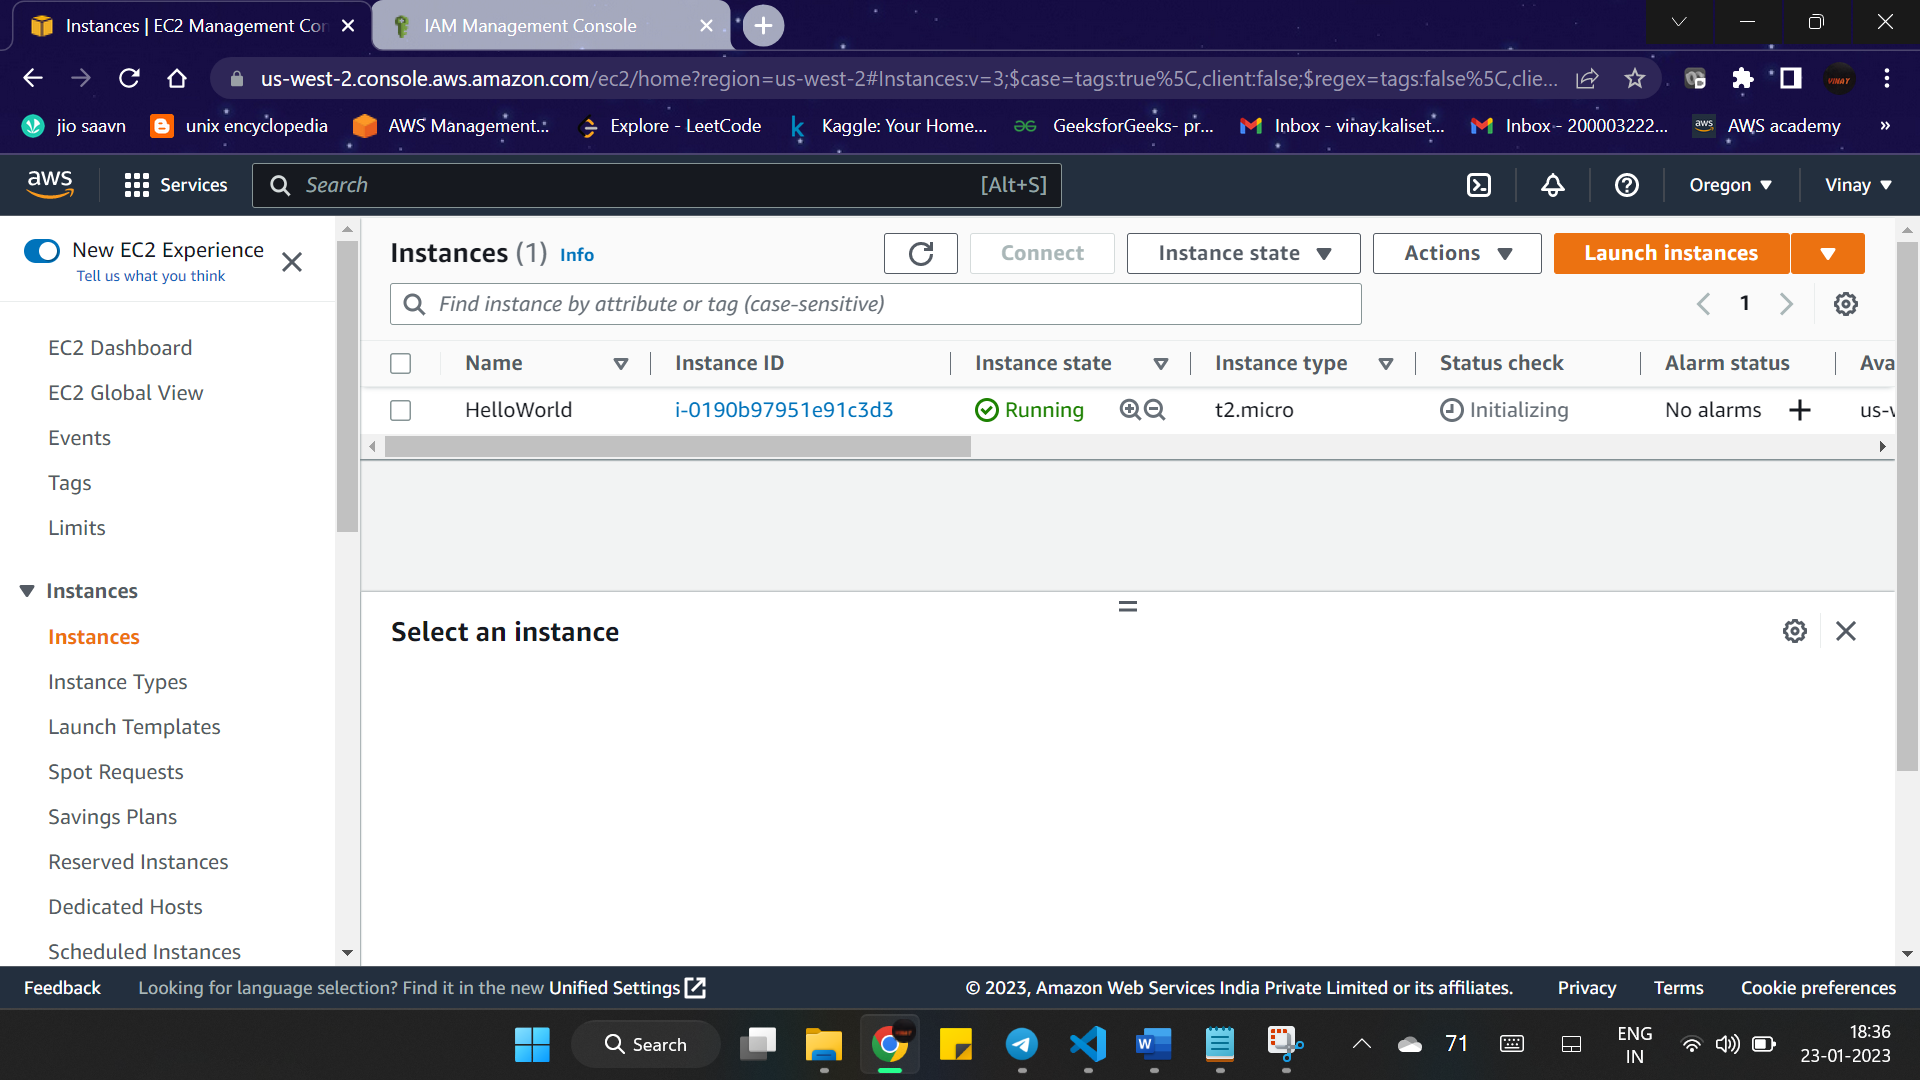 Instances | EC2 Management Con
IAM Management Console
us-west-2.console.aws.amazon.com/ec2/home?region=us-west-2#Instances:v=3;$case=tags:true%5C,client:false;$regex=tags:false%5C,clie...
jio saavn
unix encyclopedia
AWS Management...
Explore - LeetCode
Kaggle: Your Home...
GeeksforGeeks- pr...
Inbox - vinay.kaliset...
Inbox - 200003222...
aws
AWS academy
»
aws
Services
Search
[Alt+S]
Oregon
Vinay
New EC2 Experience
Tell us what you think
EC2 Dashboard
EC2 Global View
Events
Tags
Limits
Instances
Instances
Instance Types
Launch Templates
Spot Requests
Savings Plans
Reserved Instances
Dedicated Hosts
Scheduled Instances
Instances (1) Info
Connect
Instance state
Actions
Launch instances
Find instance by attribute or tag (case-sensitive)
1
Name Instance ID Instance state Instance type Status check Alarm status Ava
HelloWorld i-0190b97951e91c3d3 Running t2.micro Initializing No alarms us-w
Select an instance
Feedback
Looking for language selection? Find it in the new Unified Settings
© 2023, Amazon Web Services India Private Limited or its affiliates.
Privacy
Terms
Cookie preferences
Search
71
ENG
IN
18:36
23-01-2023